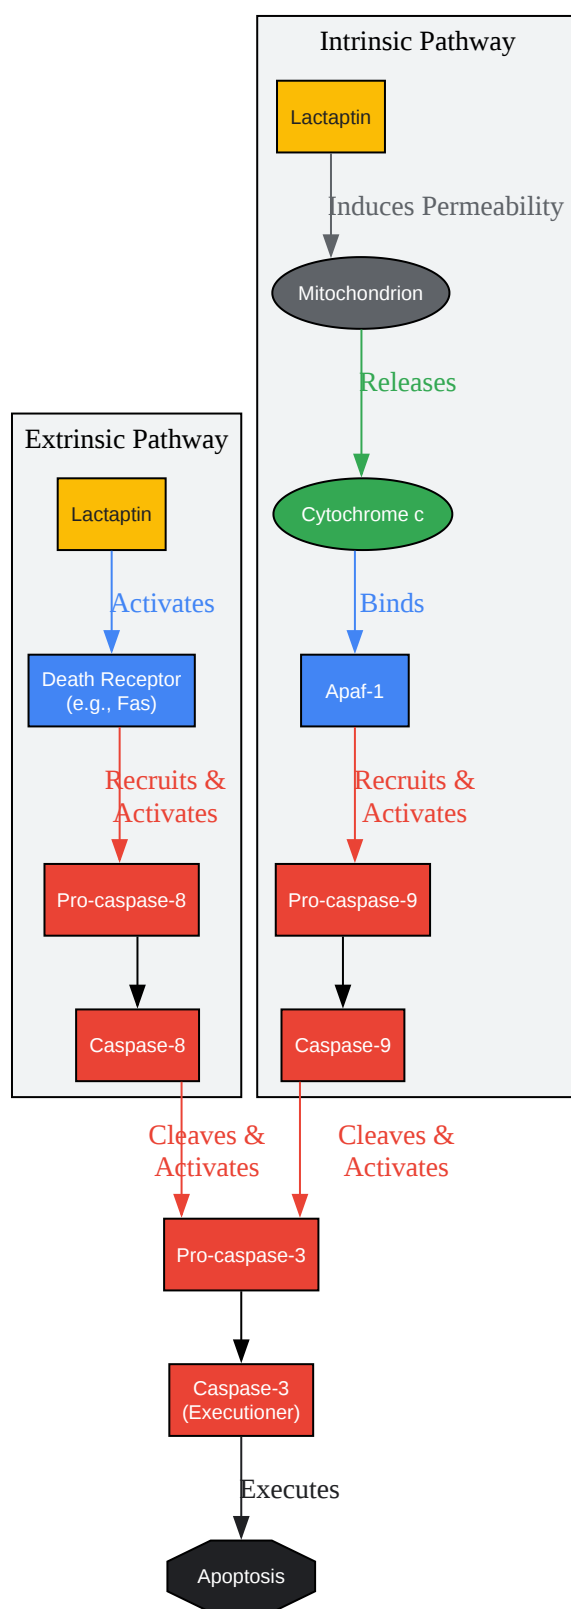 Intrinsic Pathway
Lactaptin
Induces Permeability
Mitochondrion
Releases
Cytochrome c
Binds
Apaf-1
Recruits &
Activates
Pro-caspase-9
Caspase-9
Extrinsic Pathway
Lactaptin
Activates
Death Receptor
(e.g., Fas)
Recruits &
Activates
Pro-caspase-8
Caspase-8
Cleaves &
Activates
Cleaves &
Activates
Pro-caspase-3
Caspase-3
(Executioner)
Executes
Apoptosis